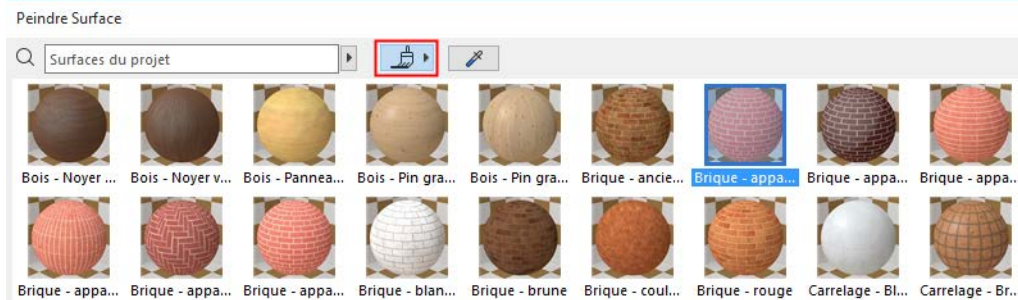 Peindre Surface
Surfaces du projet
Bois - Noyer ... Bois - Noyer v... Bois - Pannea... Bois - Pin gra... Bois - Pin gra... Brique - ancie... Brique - appa... Brique - appa... Brique - appa...
Brique - appa... Brique - appa... Brique - appa... Brique - blan... Brique - brune Brique - coul... Brique - rouge Carrelage - Bl... Carrelage - Br...